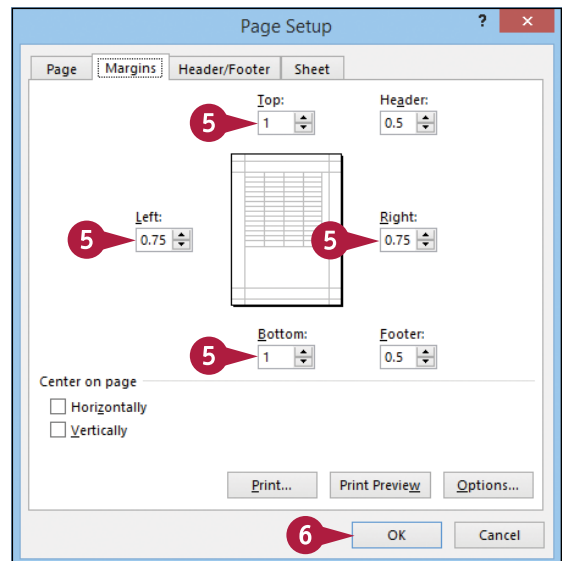 Page Setup ? ×
Page Margins Header/Footer Sheet
Top: Header:
5 1 0.5
Left: Right:
5 0.75 5 0.75
Bottom: Footer:
5 1 0.5
Center on page
Horizontally
Vertically
Print... Print Preview Options...
6 OK Cancel